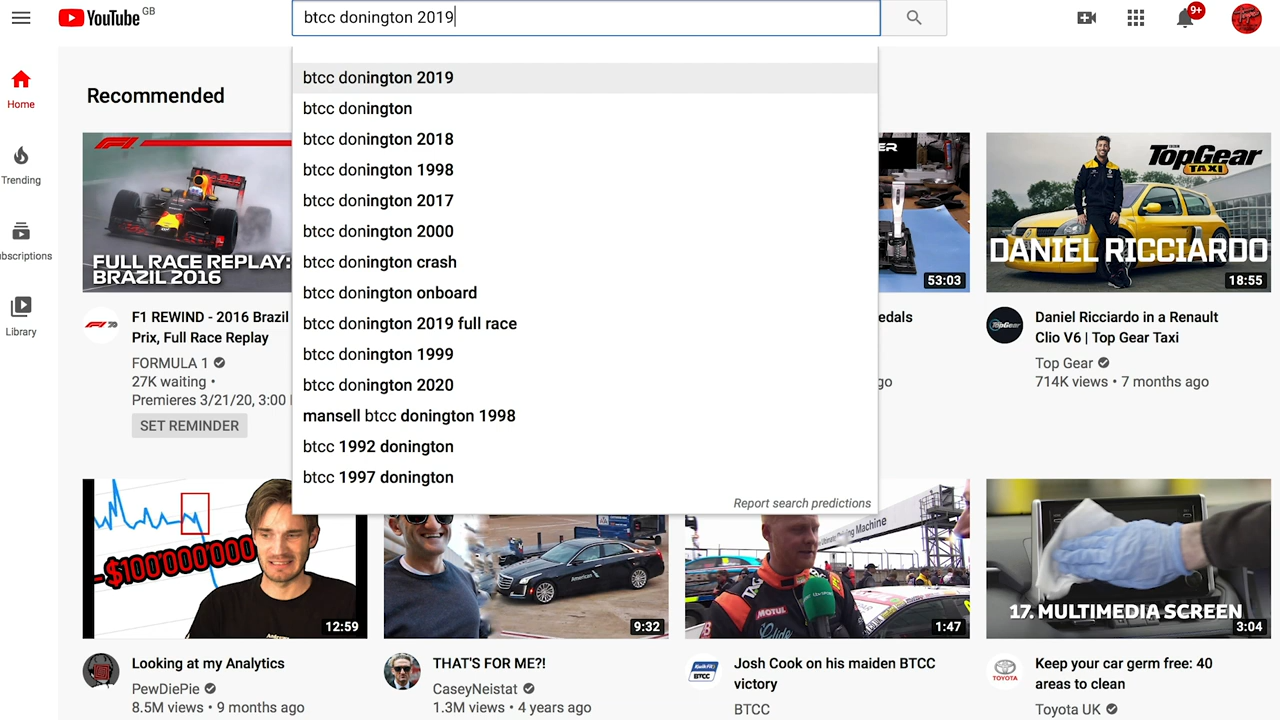 YouTube GB
btcc donington 2019
9+
Home
Trending
bscriptions
Library
Recommended
btcc donington 2019
btcc donington
btcc donington 2018
btcc donington 1998
btcc donington 2017
btcc donington 2000
btcc donington crash
btcc donington onboard
btcc donington 2019 full race
btcc donington 1999
btcc donington 2020
mansell btcc donington 1998
btcc 1992 donington
btcc 1997 donington
Report search predictions
FULL RACE REPLAY:
BRAZIL 2016
F1 REWIND - 2016 Brazil
Prix, Full Race Replay
FORMULA 1
27K waiting •
Premieres 3/21/20, 3:00
SET REMINDER
ER
53:03
edals
go
TopGear
TAXI
DANIEL RICCIARDO
18:55
TopGear
Daniel Ricciardo in a Renault
Clio V6 | Top Gear Taxi
Top Gear
714K views • 7 months ago
-$100'000'000
12:59
Looking at my Analytics
PewDiePie
8.5M views • 9 months ago
American
9:32
THAT'S FOR ME?!
CaseyNeistat
1.3M views • 4 years ago
Driving Machine
MOTUL
1:47
KwikFit
BTCC
Josh Cook on his maiden BTCC
victory
BTCC
17. MULTIMEDIA SCREEN
3:04
TOYOTA
Keep your car germ free: 40
areas to clean
Toyota UK